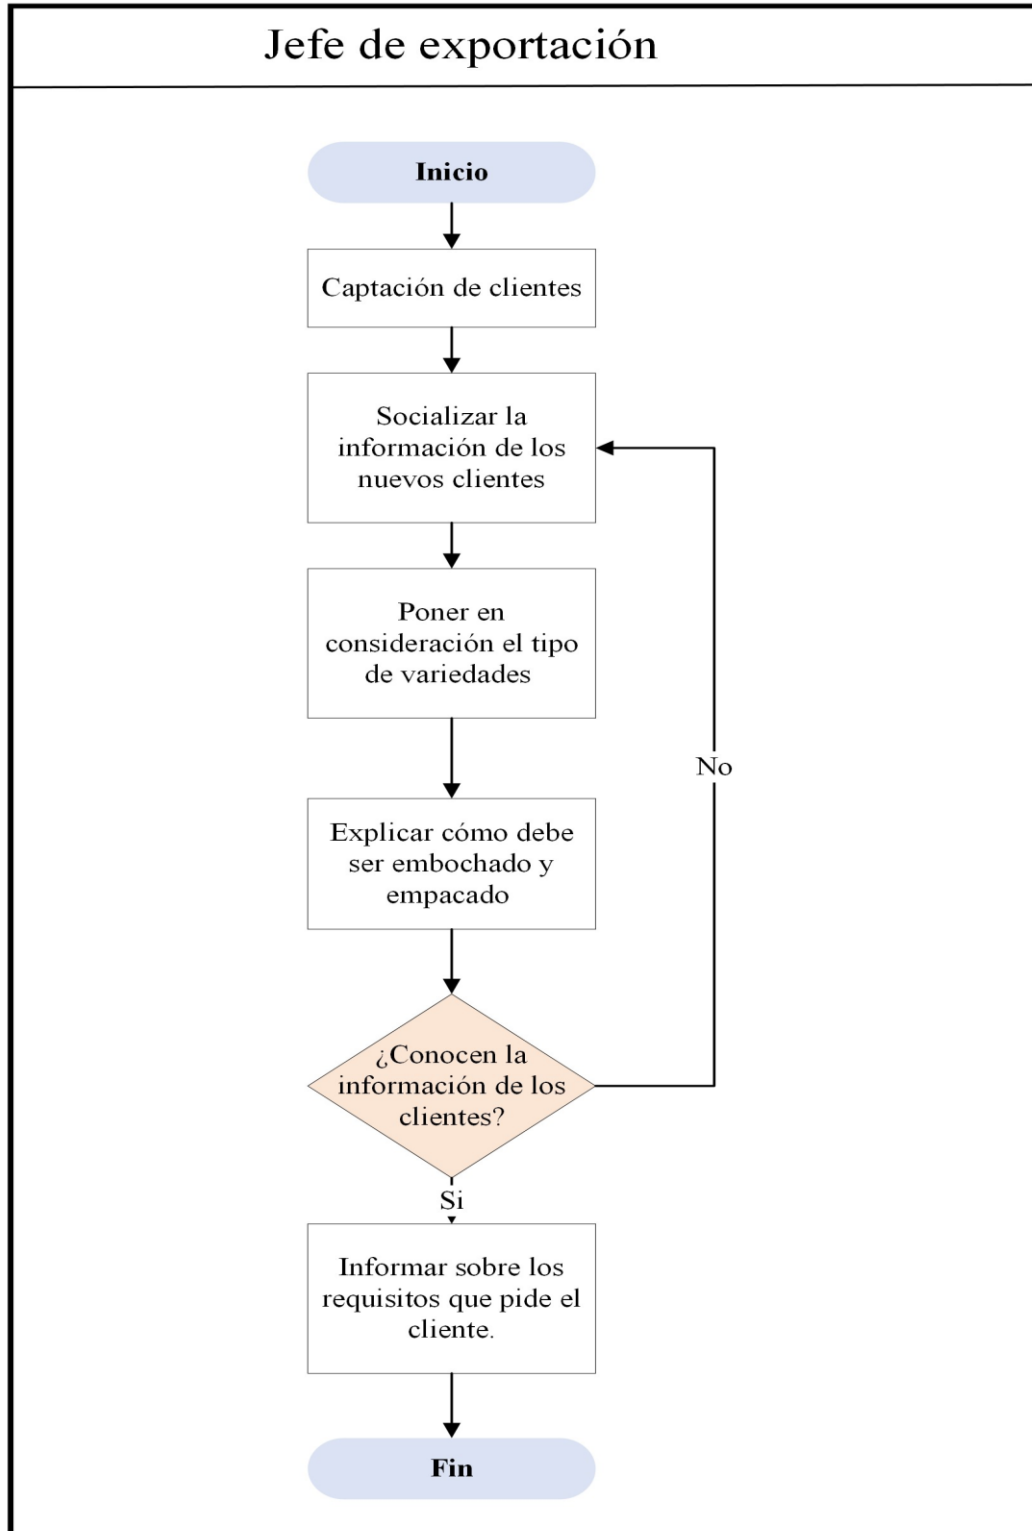 Jefe de exportación
Inicio
Captación de clientes
Socializar la
información de los
nuevos clientes
Poner en
consideración el tipo
de variedades
No
Explicar cómo debe
ser embochado y
empacado
¿Conocen la
información de los
clientes?
Si
Informar sobre los
requisitos que pide el
cliente.
Fin